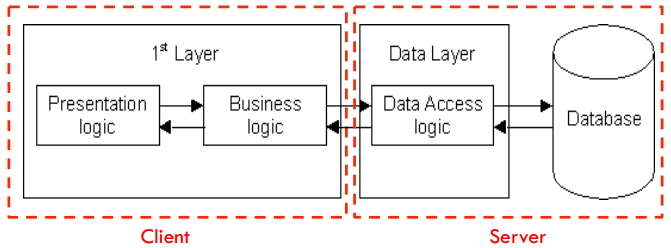 1st Layer
Data Layer
Presentation
logic
Business
logic
Data Access
logic
Database
Client
Server